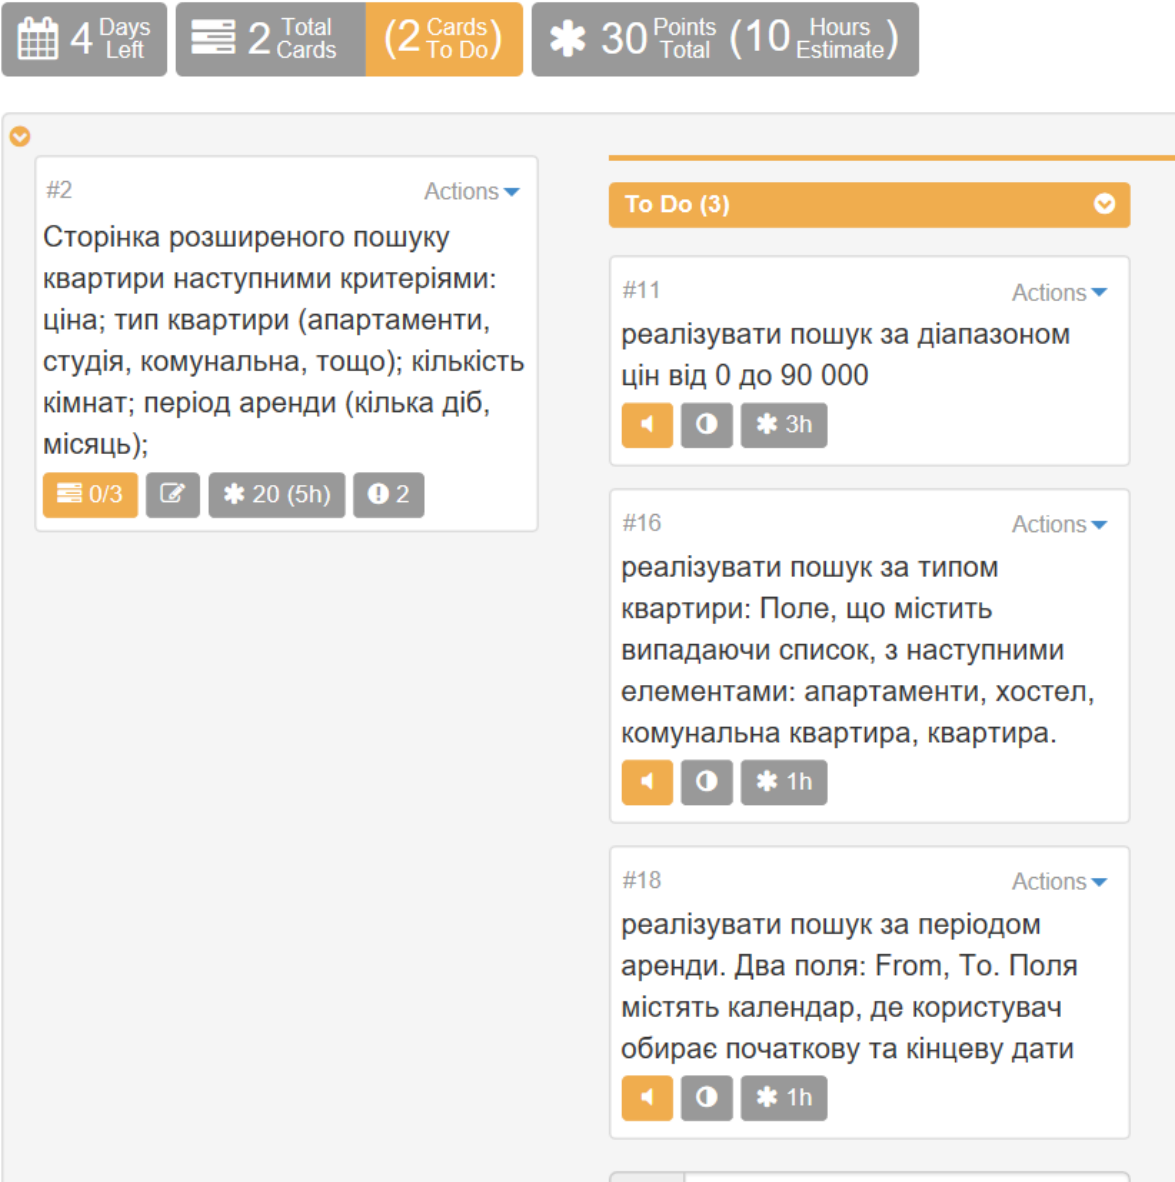 4 Days Left
2 Total Cards
(2 Cards To Do)
30 Points Total (10 Hours Estimate)
#2 Actions
Сторінка розширеного пошуку
квартири наступними критеріями:
ціна; тип квартири (апартаменти,
студія, комунальна, тощо); кількість
кімнат; період аренди (кілька діб,
місяць);
0/3 20 (5h) 2
To Do (3)
#11 Actions
реалізувати пошук за діапазоном
цін від 0 до 90 000
3h
#16 Actions
реалізувати пошук за типом
квартири: Поле, що містить
випадаючи список, з наступними
елементами: апартаменти, хостел,
комунальна квартира, квартира.
1h
#18 Actions
реалізувати пошук за періодом
аренди. Два поля: From, To. Поля
містять календар, де користувач
обирає початкову та кінцеву дати
1h